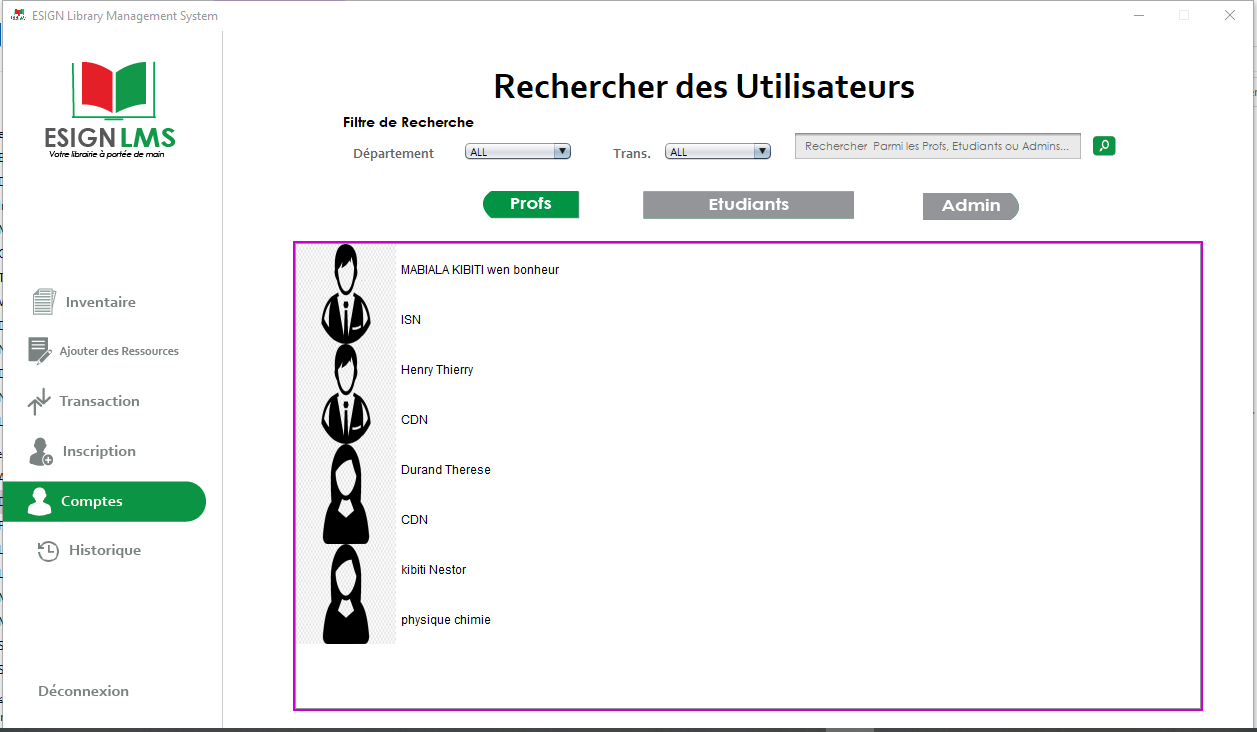 ESIGN Library Management System
ESIGN LMS
Votre librairie à portée de main
Rechercher des Utilisateurs
Filtre de Recherche
Département ALL Trans. ALL Rechercher Parmi les Profs, Etudiants ou Admins...
Profs Etudiants Admin
MABIALA KIBITI wen bonheur
ISN
Henry Thierry
CDN
Durand Therese
CDN
kibiti Nestor
physique chimie
Inventaire
Ajouter des Ressources
Transaction
Inscription
Comptes
Historique
Déconnexion